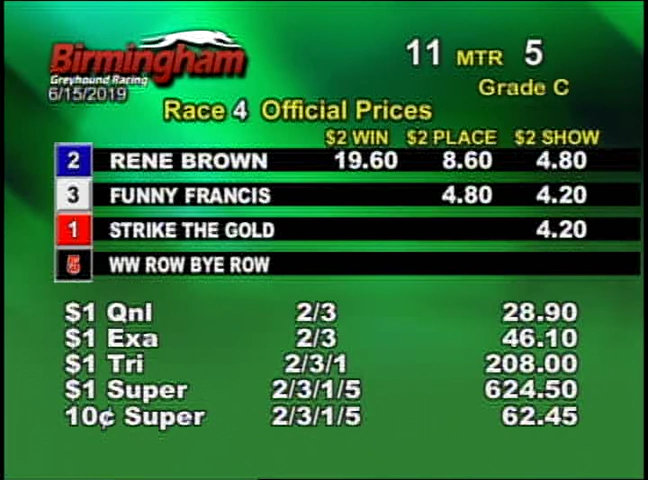 Birmingham
Greyhound Racing
6/15/2019
11 MTR 5
Grade C
Race 4 Official Prices
$2 WIN $2 PLACE $2 SHOW
2 RENE BROWN 19.60 8.60 4.80
3 FUNNY FRANCIS 4.80 4.20
1 STRIKE THE GOLD 4.20
5 WW ROW BYE ROW
$1 Qnl 2/3 28.90
$1 Exa 2/3 46.10
$1 Tri 2/3/1 208.00
$1 Super 2/3/1/5 624.50
10¢ Super 2/3/1/5 62.45